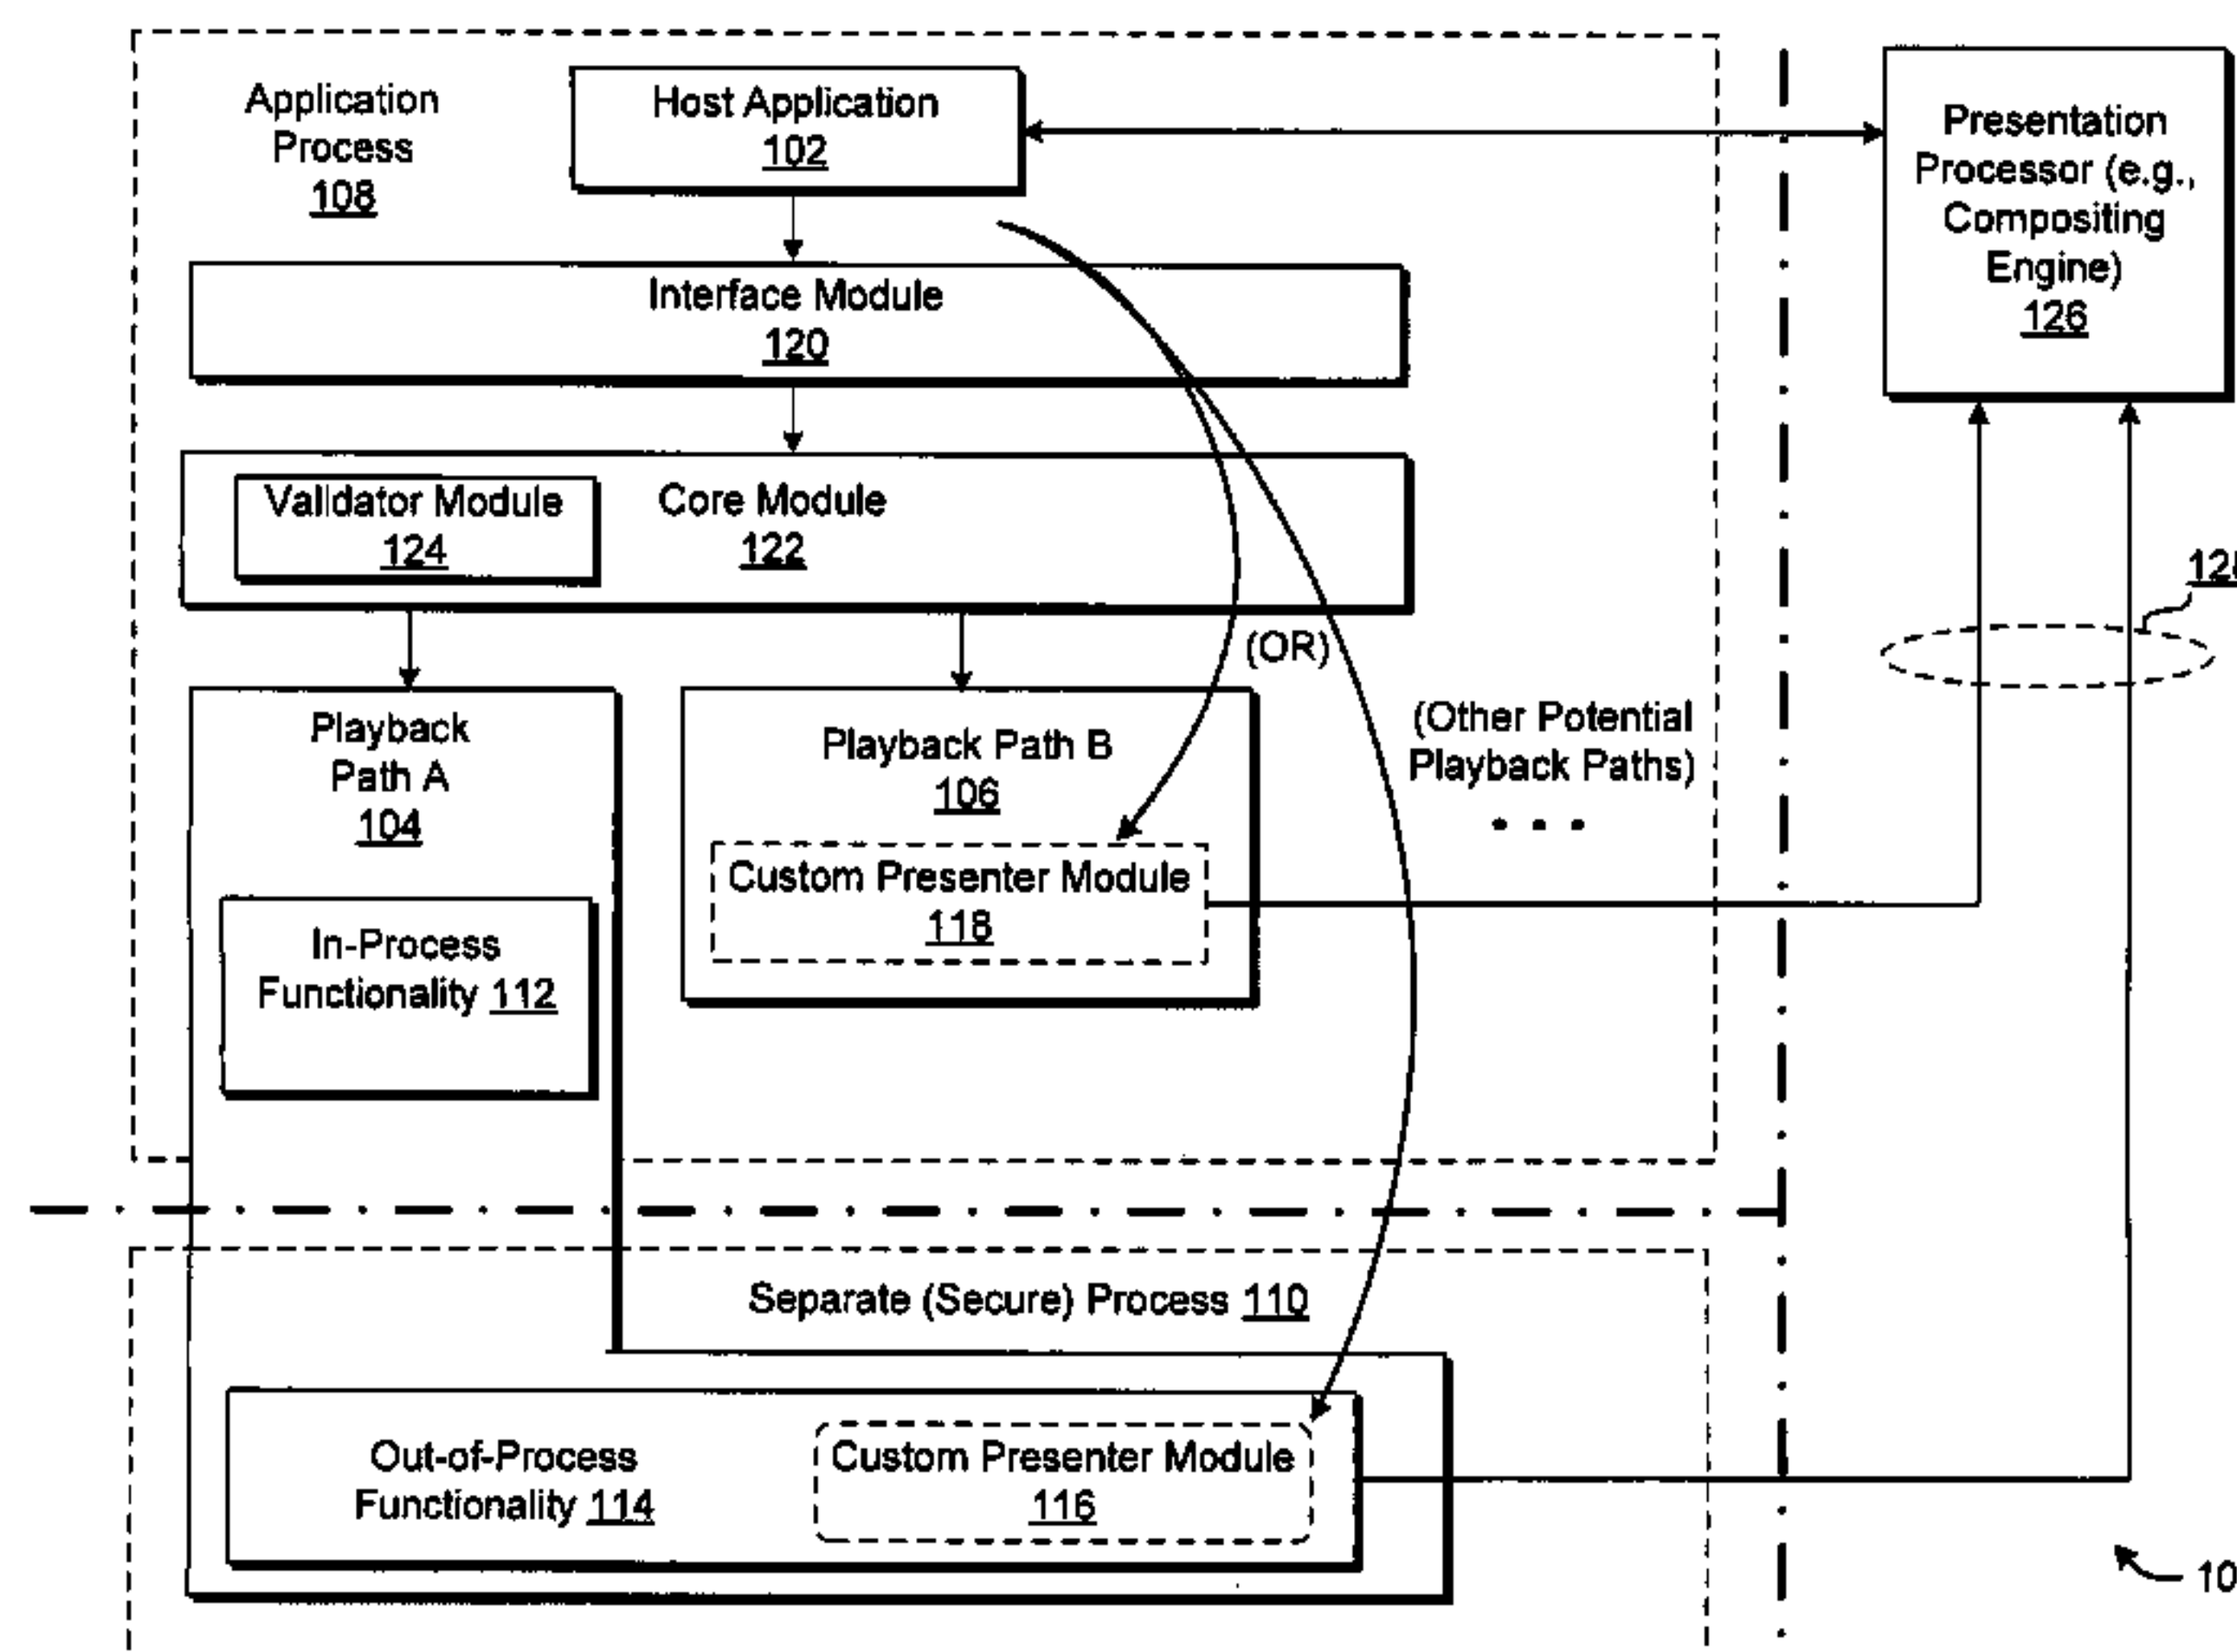 Application
Process
108
Host Application
102
Presentation
Processor (e.g.,
Compositing
Engine)
126
Interface Module
120
Validator Module
124
Core Module
122
(OR)
Playback
Path A
104
Playback Path B
106
(Other Potential
Playback Paths)
. . .
Custom Presenter Module
118
In-Process
Functionality 112
Separate (Secure) Process 110
Out-of-Process
Functionality 114
Custom Presenter Module
116